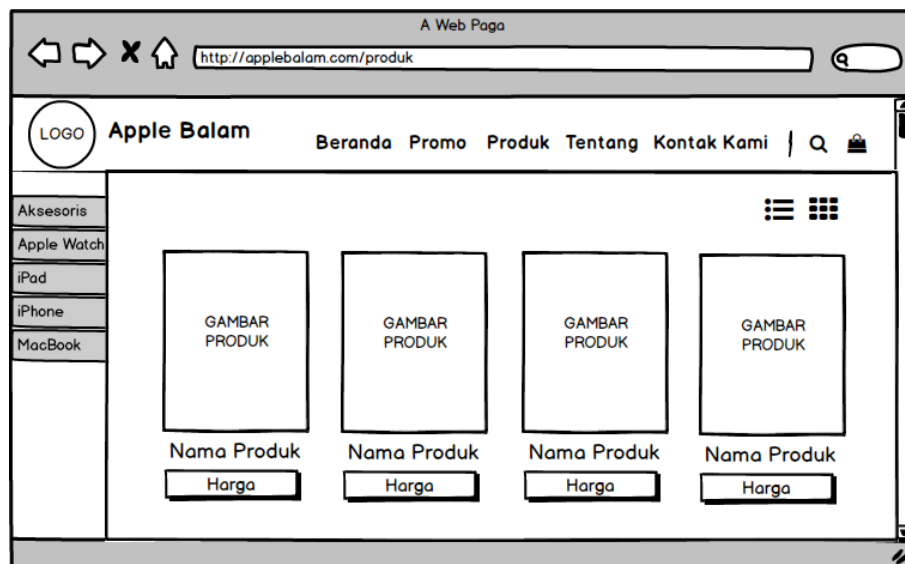 A Web Paga
http://applebalam.com/produk
LOGO
Apple Balam
Beranda Promo Produk Tentang Kontak Kami
Aksesoris
Apple Watch
iPad
iPhone
MacBook
GAMBAR
PRODUK
GAMBAR
PRODUK
GAMBAR
PRODUK
GAMBAR
PRODUK
Nama Produk
Nama Produk
Nama Produk
Nama Produk
Harga
Harga
Harga
Harga